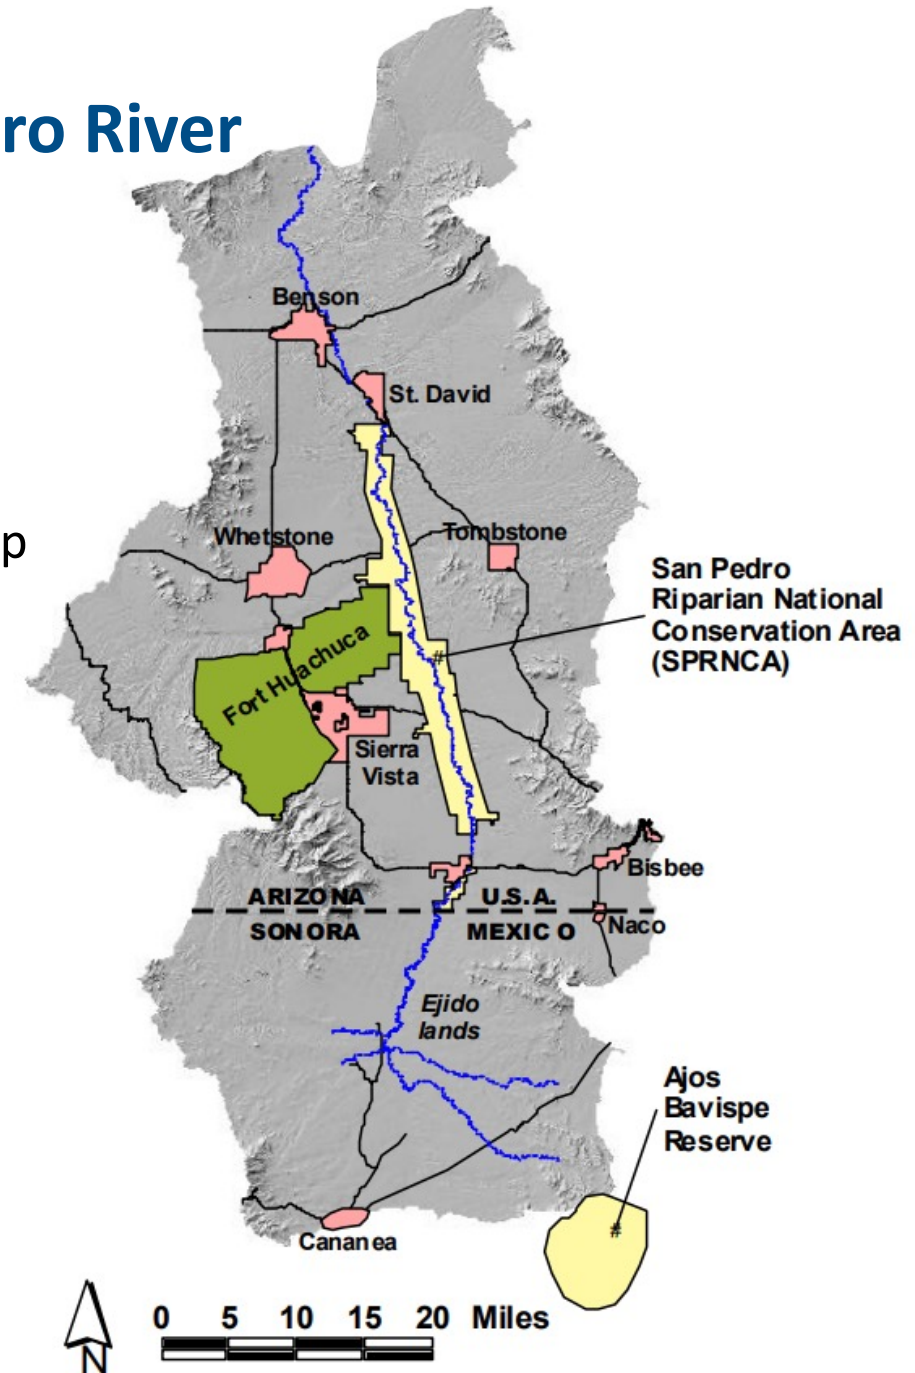 ro River
Benson
St. David
p
Whetstone
Tombstone
San Pedro
Riparian National
Conservation Area
(SPRNCA)
#
Fort Huachuca
Sierra
Vista
Bisbee
ARIZONA
U.S.A.
SONORA
MEXICO
Naco
Ejido
lands
Ajos
Bavispe
Reserve
#
Cananea
0 5 10 15 20 Miles
N